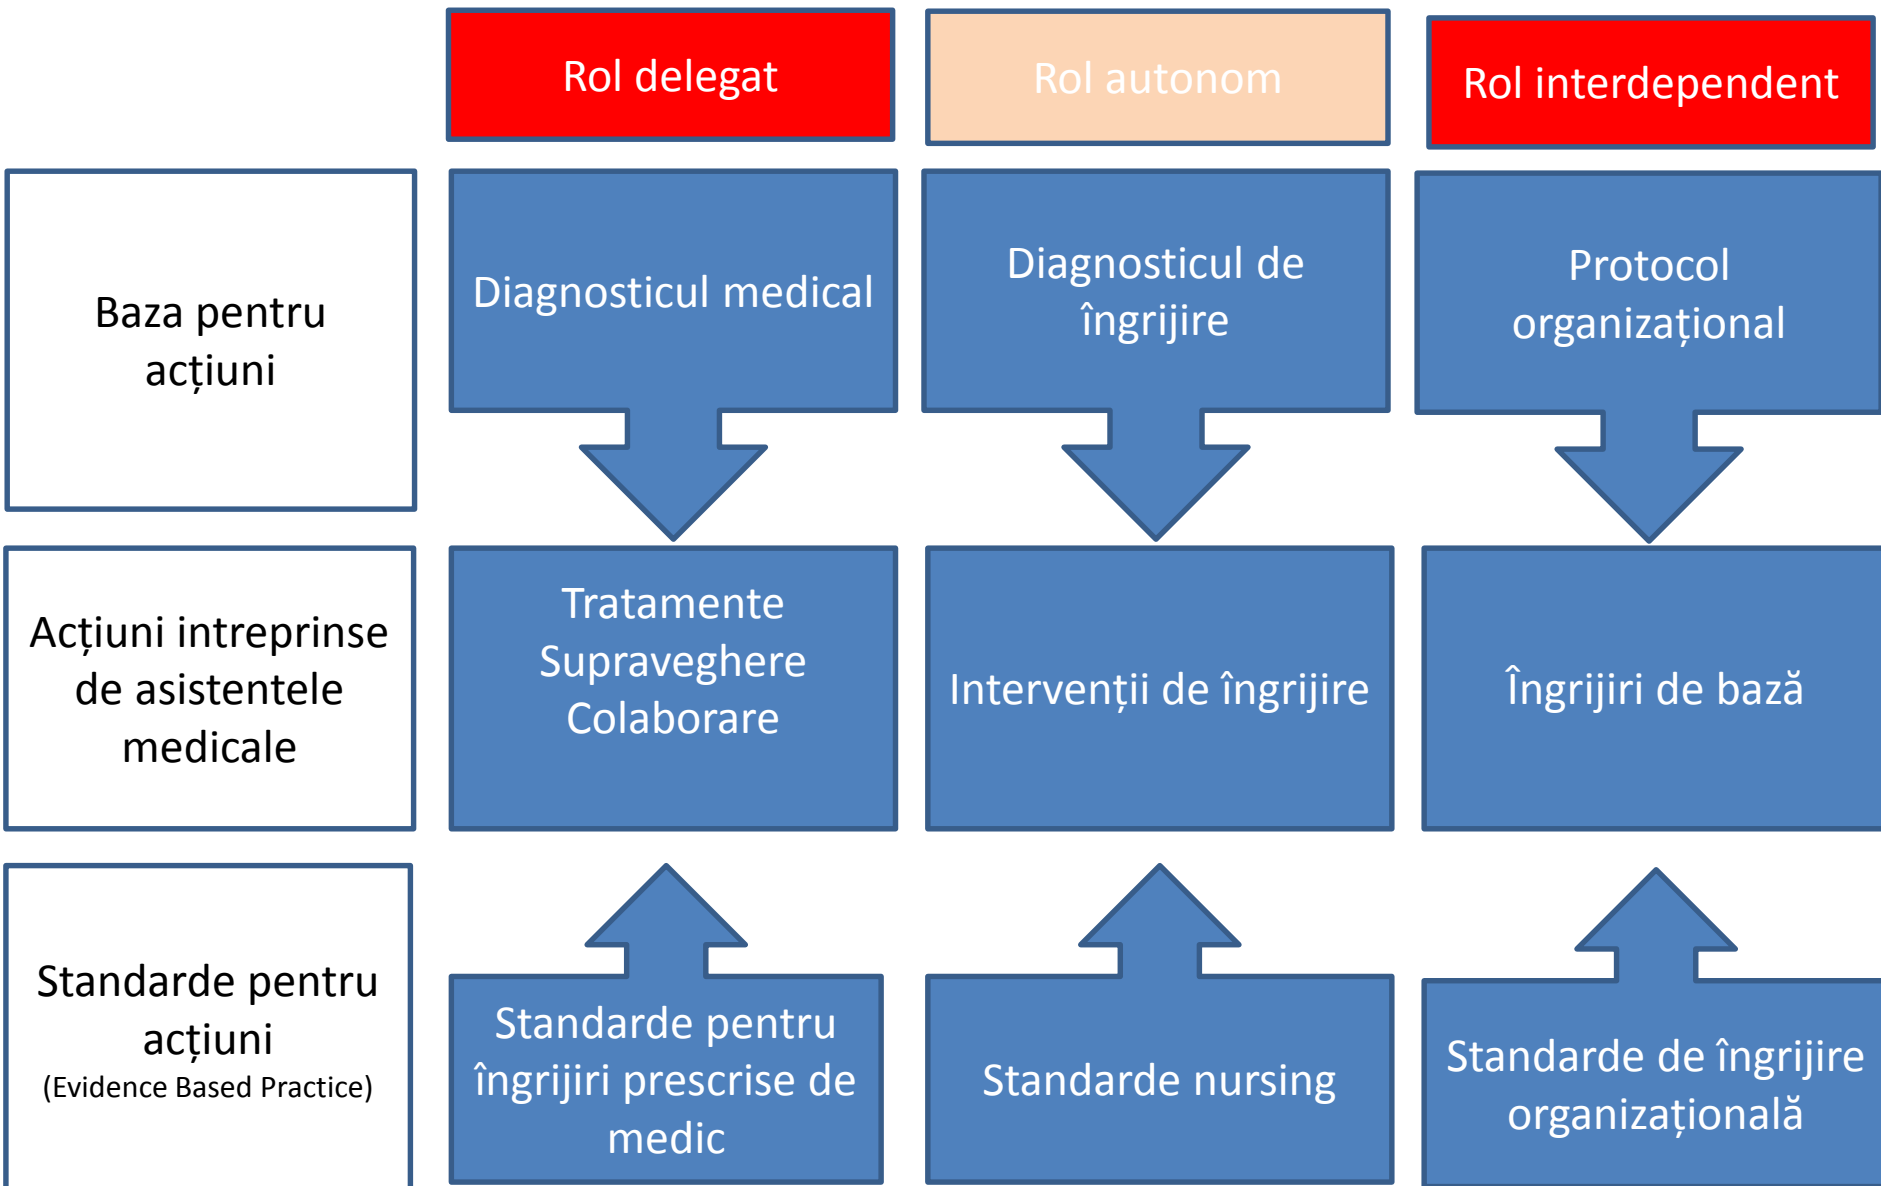 Rol delegat
Rol autonom
Rol interdependent
Baza pentru
acțiuni
Diagnosticul medical
Diagnosticul de
îngrijire
Protocol
organizațional
Acțiuni intreprinse
de asistentele
medicale
Tratamente
Supraveghere
Colaborare
Intervenții de îngrijire
Îngrijiri de bază
Standarde pentru
acțiuni
(Evidence Based Practice)
Standarde pentru
îngrijiri prescrise de
medic
Standarde nursing
Standarde de îngrijire
organizațională